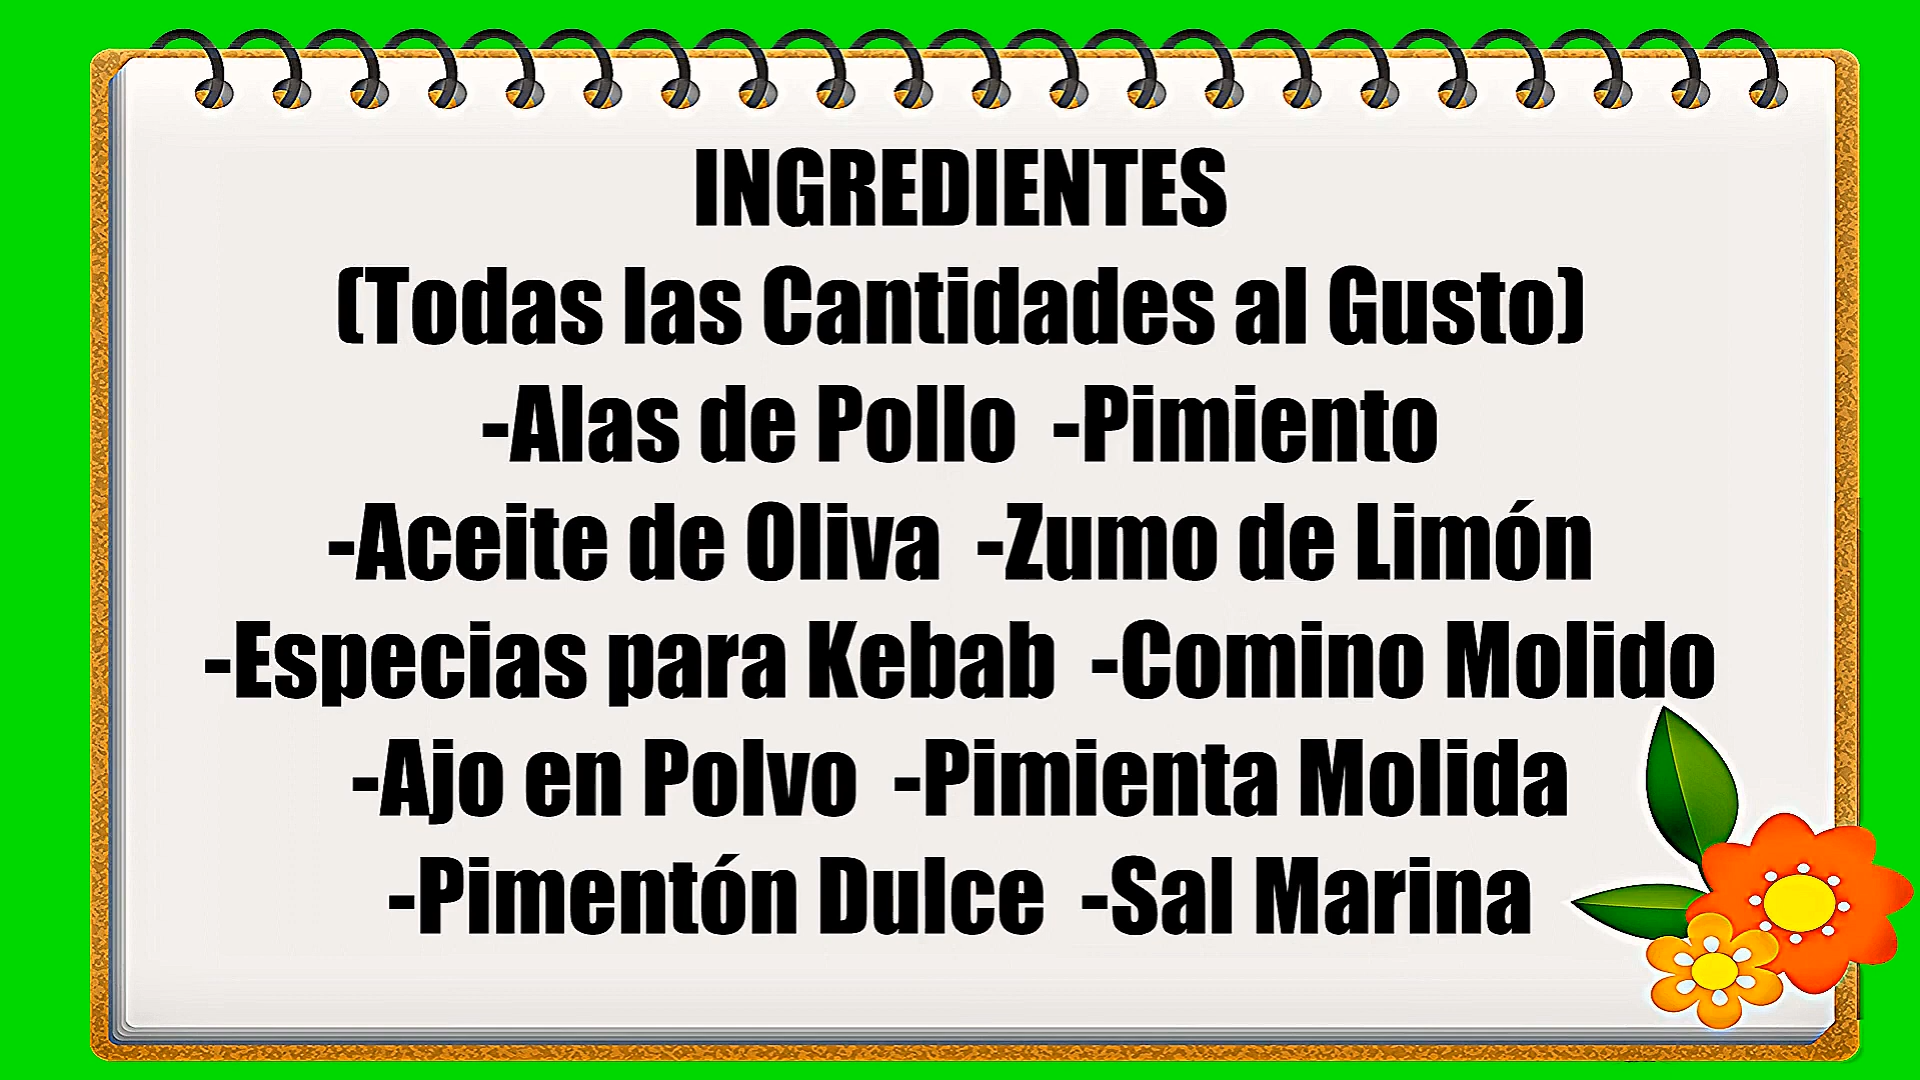 INGREDIENTES
(Todas las Cantidades al Gusto)
-Alas de Pollo -Pimiento
-Aceite de Oliva -Zumo de Limón
-Especias para Kebab -Comino Molido
-Ajo en Polvo -Pimienta Molida
-Pimentón Dulce -Sal Marina